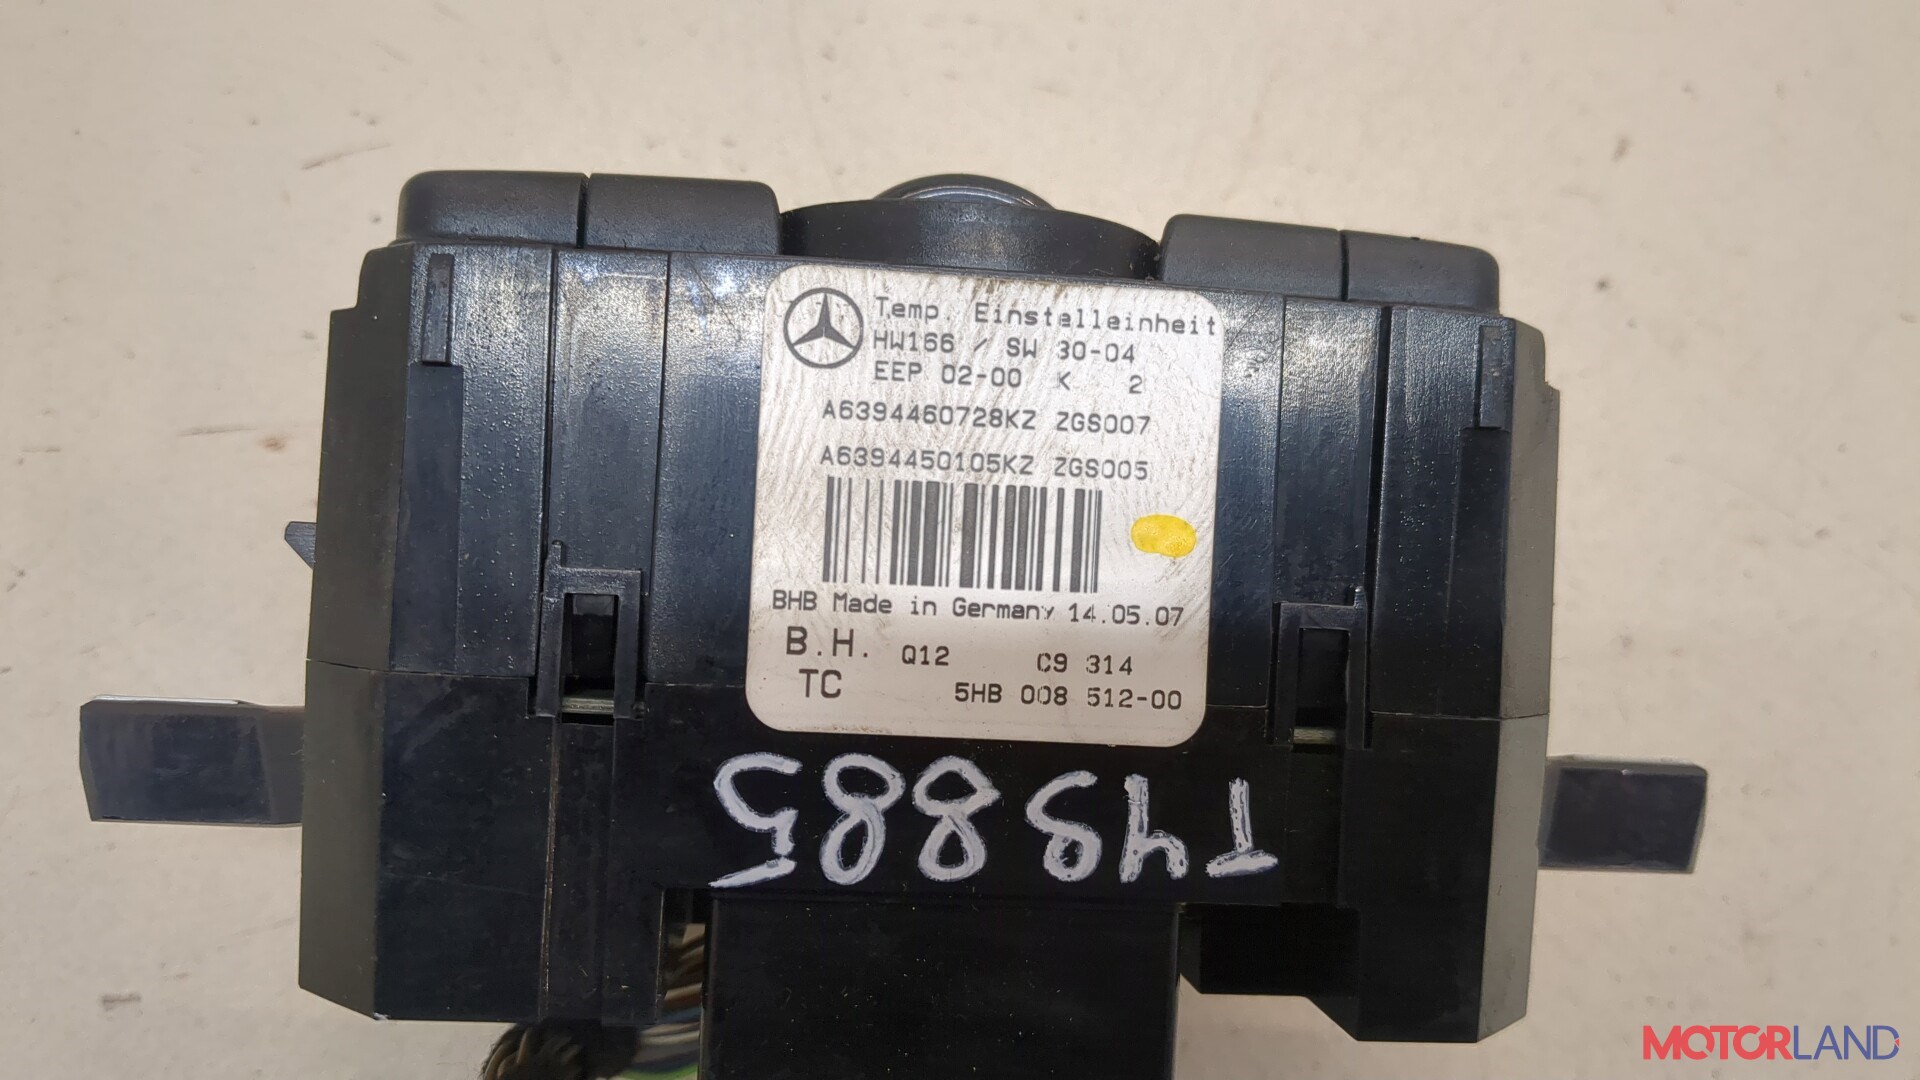 Temp. Einstelleinheit
HW166 / SW 30-04
EEP 02-00 K 2
A6394460728KZ ZGS007
A6394450105KZ ZGS005
BHB Made in Germany 14.05.07
B.H. Q12 C9 314
TC 5HB 008 512-00
T4S885
MOTORLAND